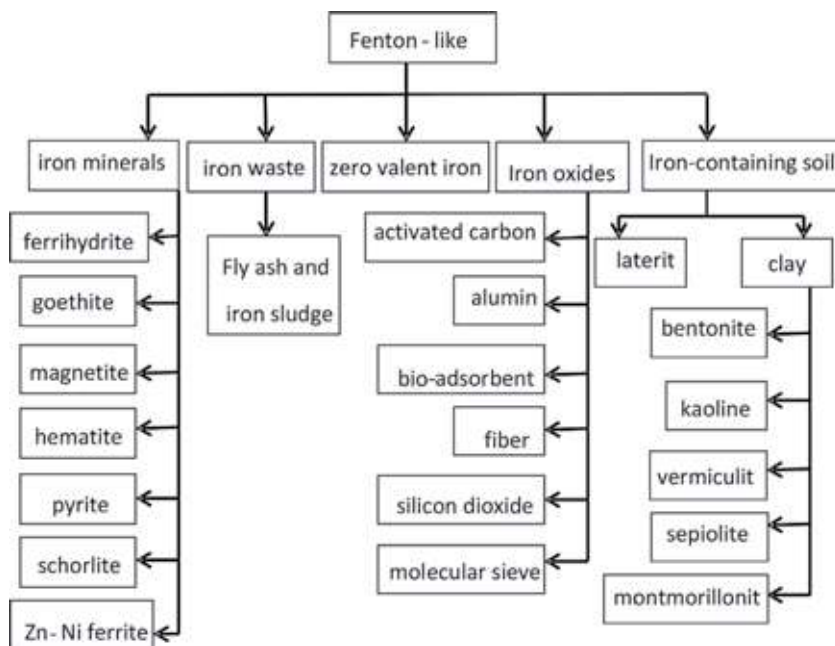 Fenton - like
iron minerals
iron waste
zero valent iron
Iron oxides
Iron-containing soil
ferrihydrite
goethite
magnetite
hematite
pyrite
schorlite
Zn- Ni ferrite
Fly ash and
iron sludge
activated carbon
alumin
bio-adsorbent
fiber
silicon dioxide
molecular sieve
laterit
clay
bentonite
kaoline
vermiculit
sepiolite
montmorillonit